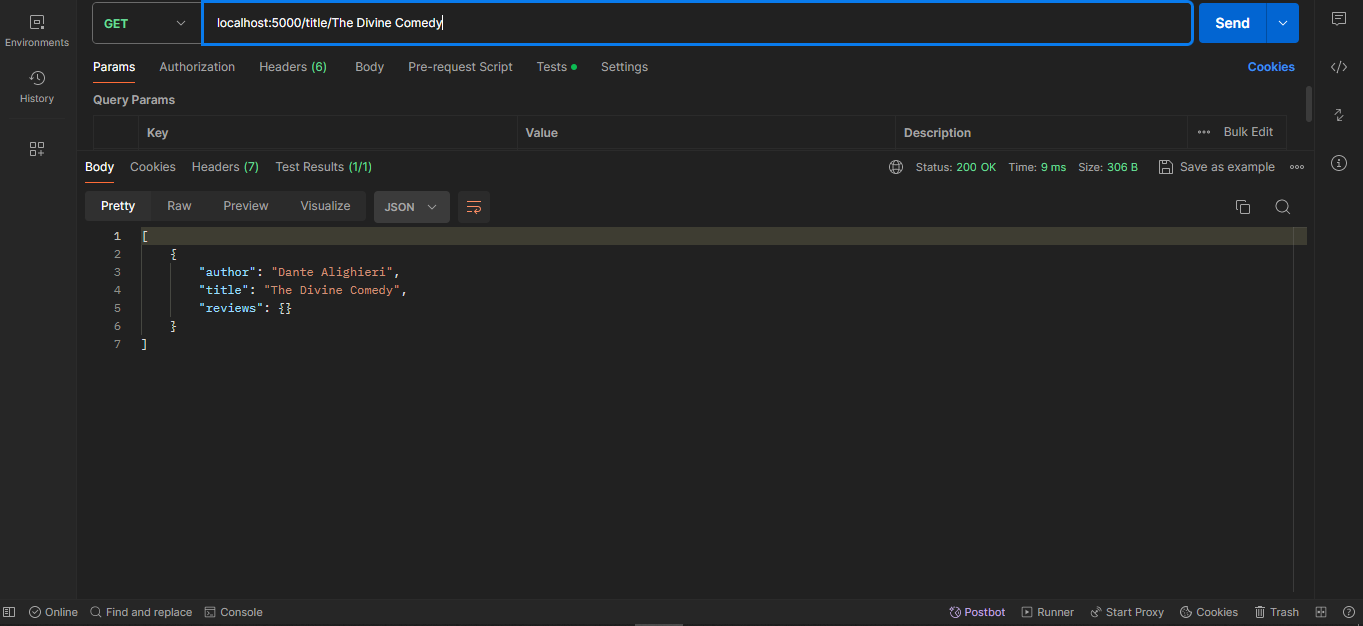 GET localhost:5000/title/The Divine Comedy Send
Environments
Params Authorization Headers (6) Body Pre-request Script Tests Settings Cookies
History
Query Params
Key Value Description Bulk Edit
Body Cookies Headers (7) Test Results (1/1) Status: 200 OK Time: 9 ms Size: 306 B Save as example
Pretty Raw Preview Visualize JSON
1 [
2 {
3 "author": "Dante Alighieri",
4 "title": "The Divine Comedy",
5 "reviews": {}
6 }
7 ]
Online Find and replace Console Postbot Runner Start Proxy Cookies Trash